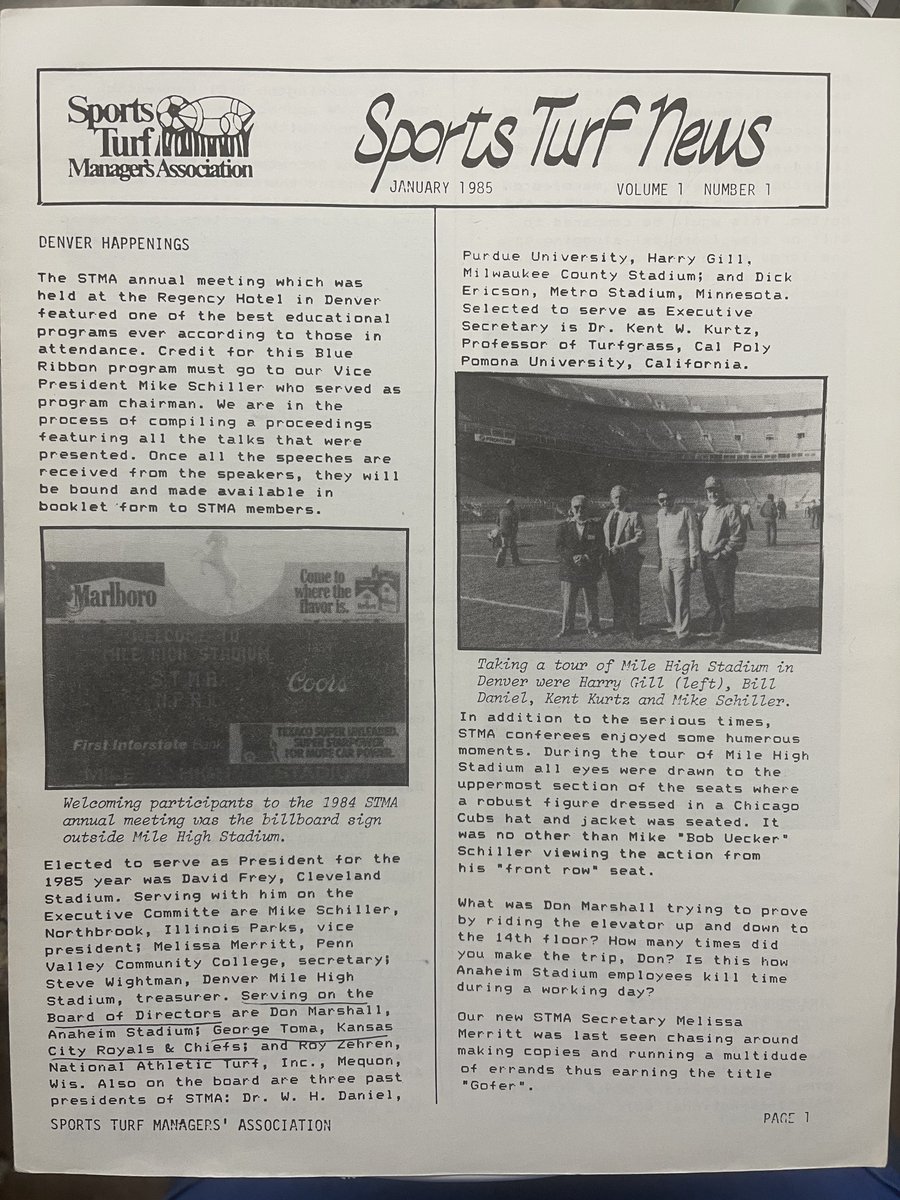 Sports
Turf
Manager's Association
Sports Turf News
JANUARY 1985
VOLUME 1 NUMBER 1
DENVER HAPPENINGS
The STMA annual meeting which was
held at the Regency Hotel in Denver
featured one of the best educational
programs ever according to those in
attendance. Credit for this Blue
Ribbon program must go to our Vice
President Mike Schiller who served as
program chairman. We are in the
process of compiling a proceedings
featuring all the talks that were
presented. Once all the speeches are
received from the speakers, they will
be bound and made available in
booklet form to STMA members.
Marlboro
Come to
where the
flavor is.
WELCOME TO
MILE HIGH STADIUM
STMA
Coors
First Interstate Bank
TEXACO SUPER UNLEADED.
SUPER STARPOWER
FOR MORE CAR POWER.
MILE HIGH STADIUM
Welcoming participants to the 1984 STMA
annual meeting was the billboard sign
outside Mile High Stadium.
Elected to serve as President for the
1985 year was David Frey, Cleveland
Stadium. Serving with him on the
Executive Committe are Mike Schiller,
Northbrook, Illinois Parks, vice
president; Melissa Merritt, Penn
Valley Community College, secretary;
Steve Wightman, Denver Mile High
Stadium, treasurer. Serving on the
Board of Directors are Don Marshall,
Anaheim Stadium; George Toma, Kansas
City Royals & Chiefs; and Roy Zehren,
National Athletic Turf, Inc., Mequon,
Wis. Also on the board are three past
presidents of STMA: Dr. W. H. Daniel,
Purdue University, Harry Gill,
Milwaukee County Stadium; and Dick
Ericson, Metro Stadium, Minnesota.
Selected to serve as Executive
Secretary is Dr. Kent W. Kurtz,
Professor of Turfgrass, Cal Poly
Pomona University, California.
FRONTIER
Taking a tour of Mile High Stadium in
Denver were Harry Gill (left), Bill
Daniel, Kent Kurtz and Mike Schiller.
In addition to the serious times,
STMA conferees enjoyed some humerous
moments. During the tour of Mile High
Stadium all eyes were drawn to the
uppermost section of the seats where
a robust figure dressed in a Chicago
Cubs hat and jacket was seated. It
was no other than Mike "Bob Uecker"
Schiller viewing the action from
his "front row" seat.
What was Don Marshall trying to prove
by riding the elevator up and down to
the 14th floor? How many times did
you make the trip, Don? Is this how
Anaheim Stadium employees kill time
during a working day?
Our new STMA Secretary Melissa
Merritt was last seen chasing around
making copies and running a multidude
of errands thus earning the title
"Gofer".
SPORTS TURF MANAGERS' ASSOCIATION
PAGE 1